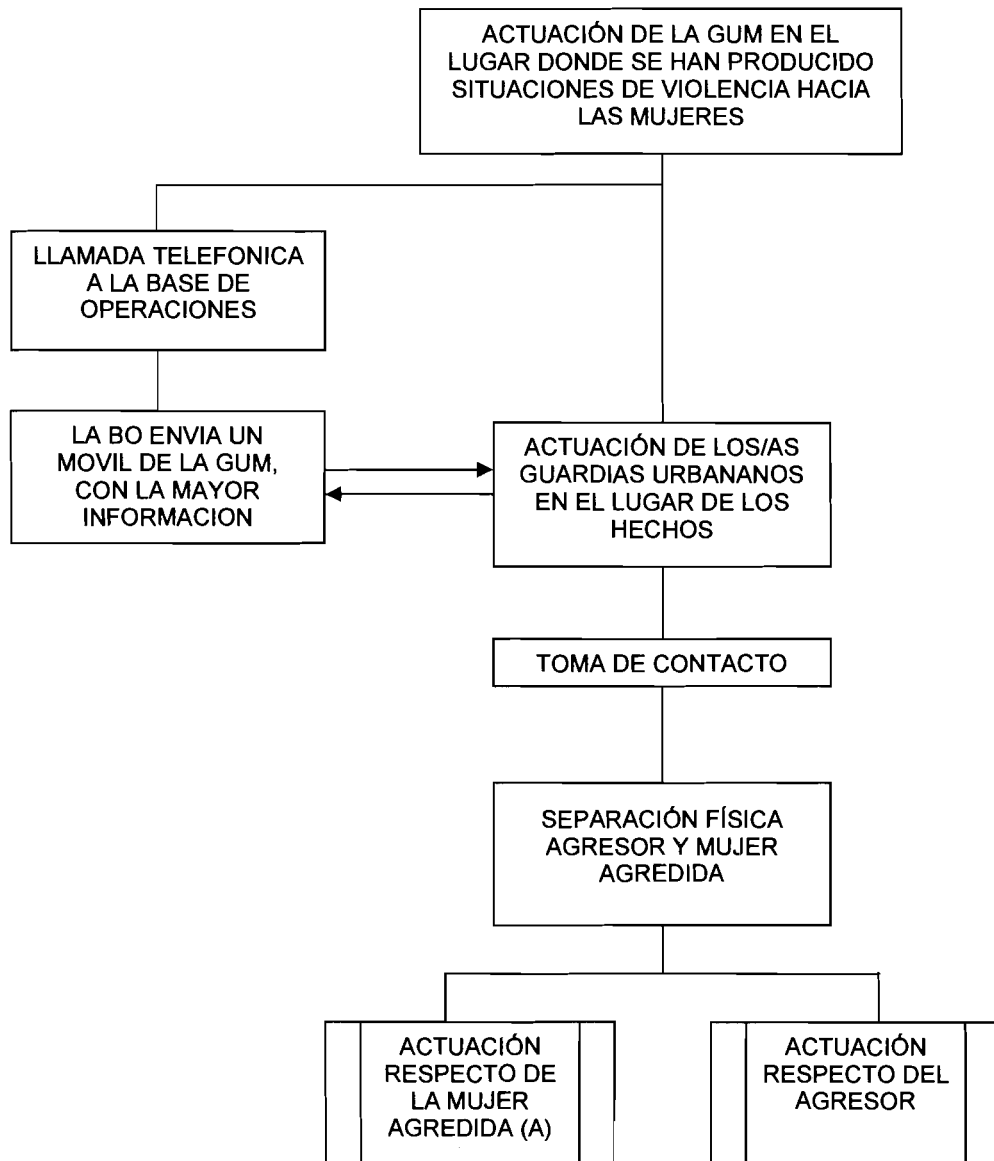 ACTUACIÓN DE LA GUM EN EL
LUGAR DONDE SE HAN PRODUCIDO
SITUACIONES DE VIOLENCIA HACIA
LAS MUJERES
LLAMADA TELEFONICA
A LA BASE DE
OPERACIONES
LA BO ENVIA UN
MOVIL DE LA GUM,
CON LA MAYOR
INFORMACION
ACTUACIÓN DE LOS/AS
GUARDIAS URBANANOS
EN EL LUGAR DE LOS
HECHOS
TOMA DE CONTACTO
SEPARACIÓN FÍSICA
AGRESOR Y MUJER
AGREDIDA
ACTUACIÓN
RESPECTO DE
LA MUJER
AGREDIDA (A)
ACTUACIÓN
RESPECTO DEL
AGRESOR